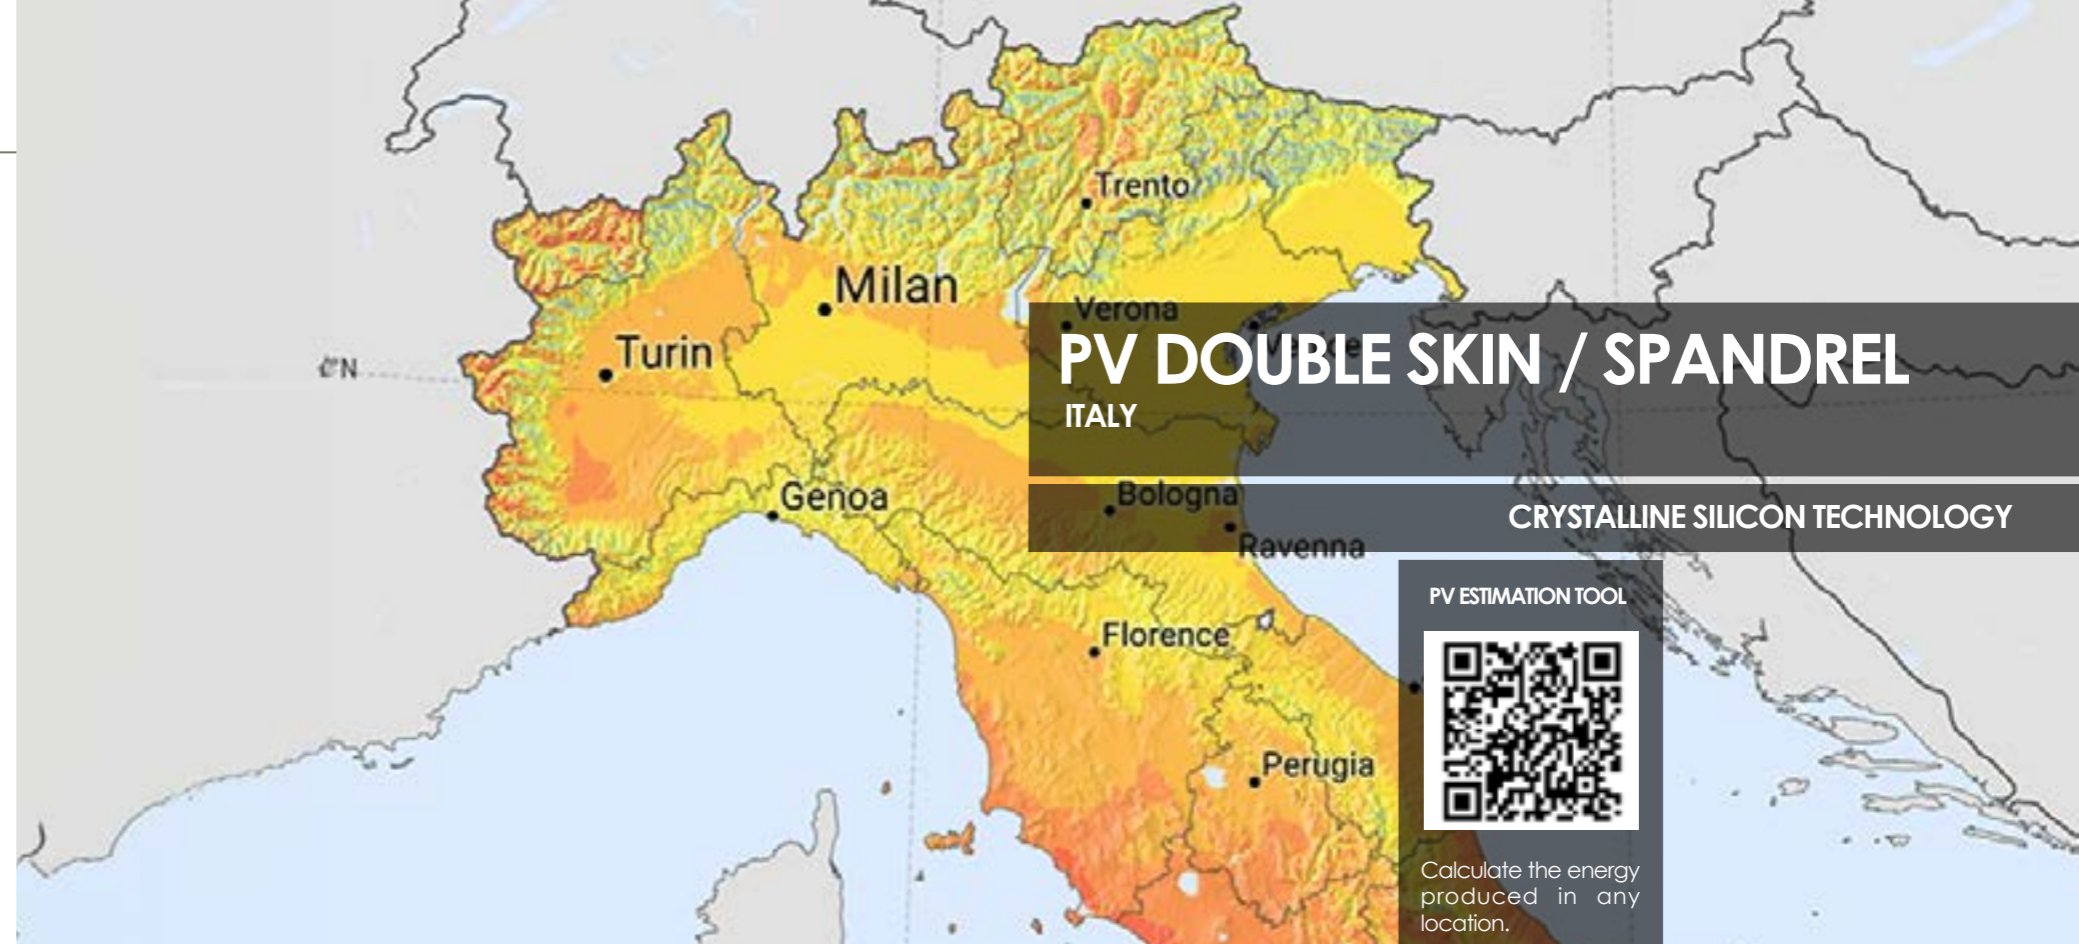 Trento
Milan
Verona
Turin
PV DOUBLE SKIN / SPANDREL
ITALY
Genoa
Bologna
CRYSTALLINE SILICON TECHNOLOGY
Ravenna
PV ESTIMATION TOOL
Florence
Perugia
Calculate the energy
produced in any
location.